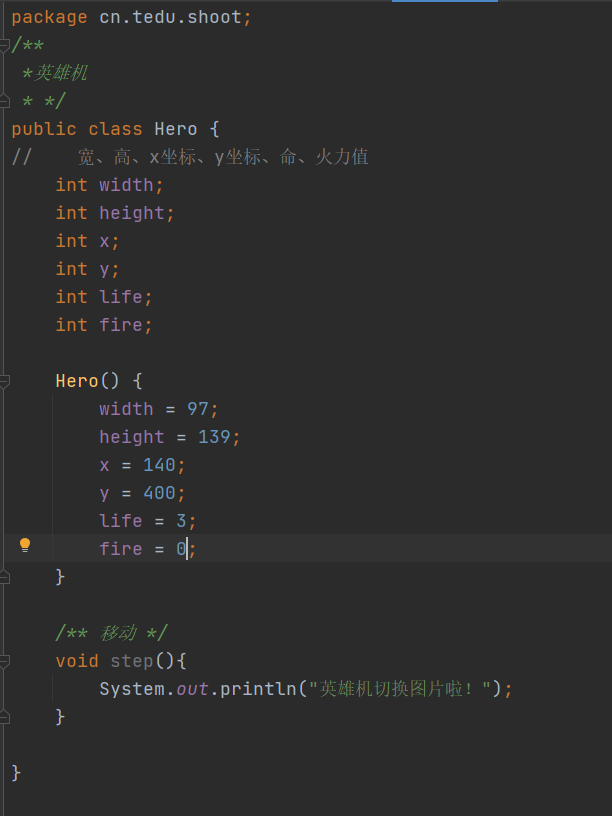 package cn.tedu.shoot;
/**
 *英雄机
 * */
public class Hero {
//    宽、高、x坐标、y坐标、命、火力值
    int width;
    int height;
    int x;
    int y;
    int life;
    int fire;
    Hero() {
        width = 97;
        height = 139;
        x = 140;
        y = 400;
        life = 3;
        fire = 0;
    }
    /** 移动 */
    void step(){
        System.out.println("英雄机切换图片啦！");
    }
}